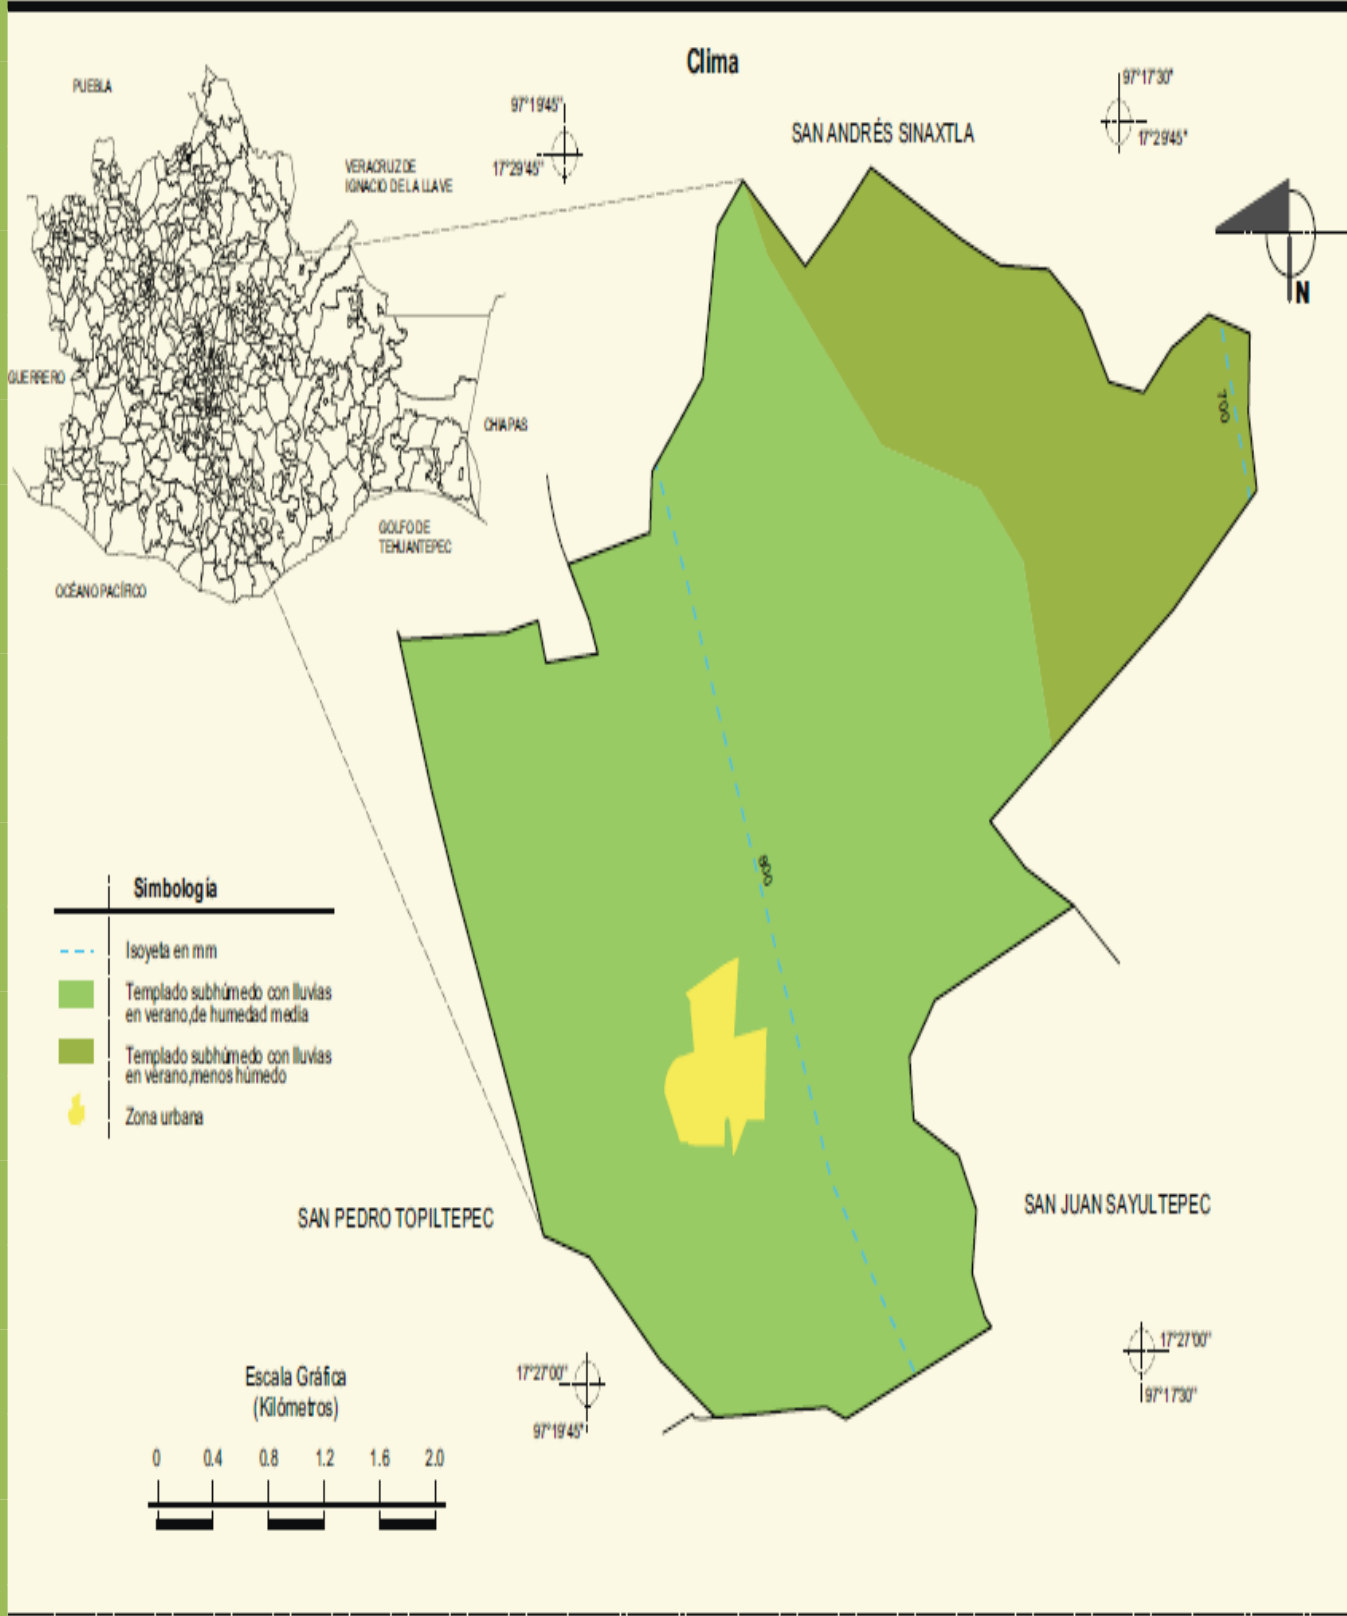 Clima
PUEBLA
VERACRUZ DE
IGNACIO DE LA LLAVE
GUERRERO
CHIAPAS
GOLFO DE
TEHUANTEPEC
OCÉANO PACÍFICO
97°19'45"
17°29'45"
SAN ANDRÉS SINAXTLA
97°17'30"
17°29'45"
N
700
800
Simbología
Isoyeta en mm
Templado subhúmedo con lluvias
en verano,de humedad media
Templado subhúmedo con lluvias
en verano,menos húmedo
Zona urbana
SAN PEDRO TOPILTEPEC
SAN JUAN SAYULTEPEC
17°27'00"
97°19'45"
17°27'00"
97°17'30"
Escala Gráfica
(Kilómetros)
0 0.4 0.8 1.2 1.6 2.0